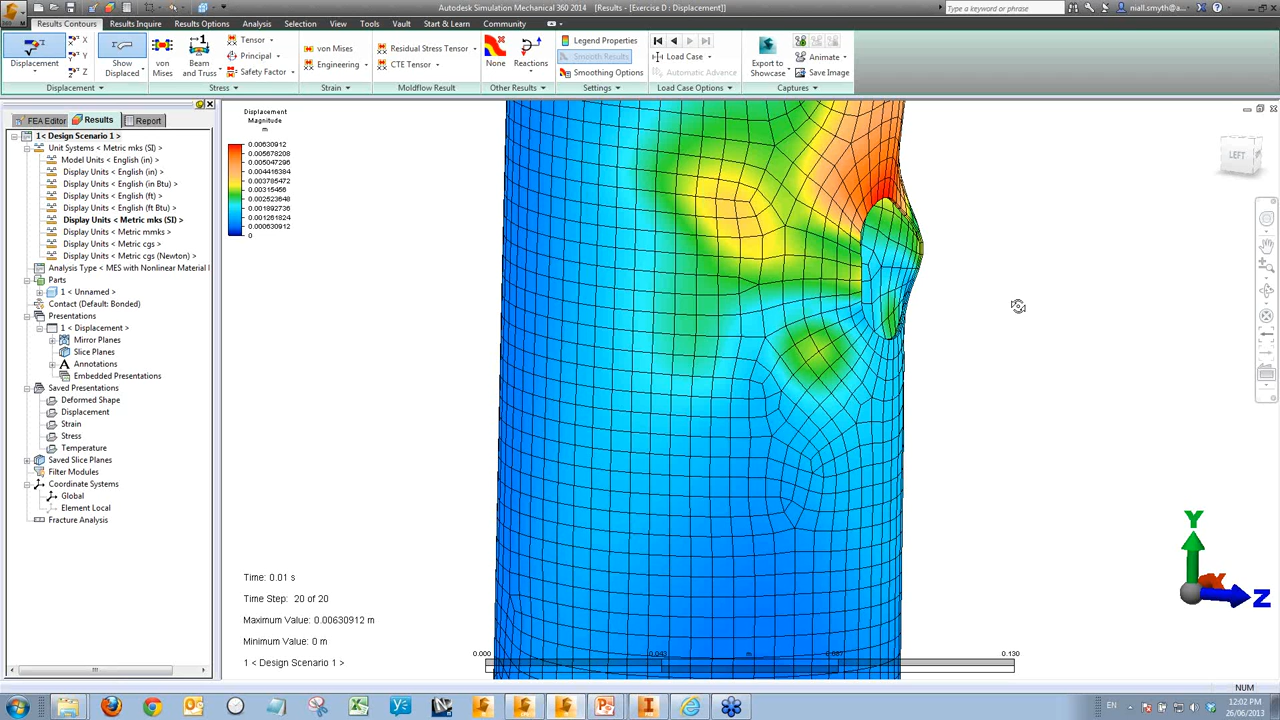 Autodesk Simulation Mechanical 360 2014 - [Results - Exercise D : Displacement]
Type a keyword or phrase
niall.smyth@...
Results Contours
Results Inquire
Results Options
Analysis
Selection
View
Tools
Vault
Start & Learn
Community
Displacement
X
Y
Z
Show Displaced
von Mises
Beam and Truss
Tensor
Principal
Safety Factor
von Mises
Engineering
Residual Stress Tensor
CTE Tensor
None
Reactions
Legend Properties
Smooth Results
Smoothing Options
Load Case
Automatic Advance
Export to Showcase
Animate
Save Image
Displacement
Stress
Strain
Moldflow Result
Other Results
Settings
Load Case Options
Captures
FEA Editor
Results
Report
1 < Design Scenario 1 >
Unit Systems < Metric mks (SI) >
Model Units < English (in) >
Display Units < English (in) >
Display Units < English (in Btu) >
Display Units < English (ft) >
Display Units < English (ft Btu) >
Display Units < Metric mks (SI) >
Display Units < Metric mmks >
Display Units < Metric cgs >
Display Units < Metric cgs (Newton) >
Analysis Type < MES with Nonlinear Material
Parts
1 < Unnamed >
Contact (Default: Bonded)
Presentations
1 < Displacement >
Mirror Planes
Slice Planes
Annotations
Embedded Presentations
Saved Presentations
Deformed Shape
Displacement
Strain
Stress
Temperature
Saved Slice Planes
Filter Modules
Coordinate Systems
Global
Element Local
Fracture Analysis
Displacement
Magnitude
m
0.00630912
0.005678208
0.005047296
0.004416384
0.003785472
0.00315456
0.002523648
0.001892736
0.001261824
0.000630912
0
LEFT
Time: 0.01 s
Time Step: 20 of 20
Maximum Value: 0.00630912 m
Minimum Value: 0 m
1 < Design Scenario 1 >
0.000
0.043
m
0.087
0.130
Y
X
Z
NUM
EN
12:02 PM
26/06/2013